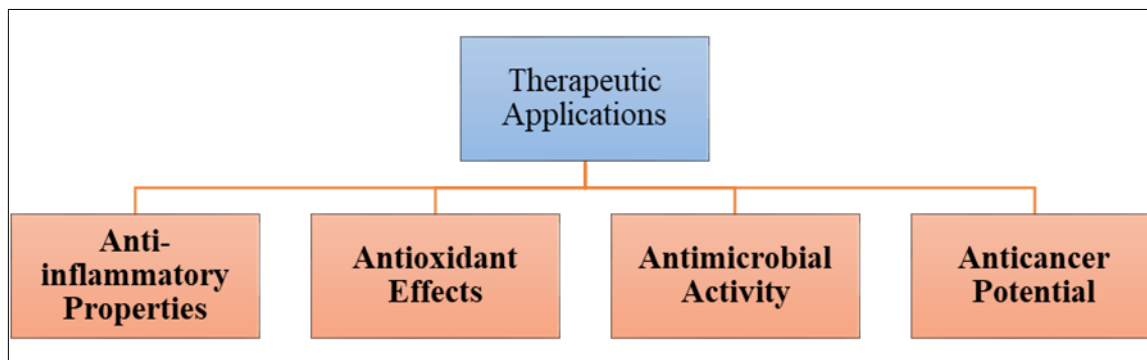 Therapeutic
Applications
Anti-
inflammatory
Properties
Antioxidant
Effects
Antimicrobial
Activity
Anticancer
Potential